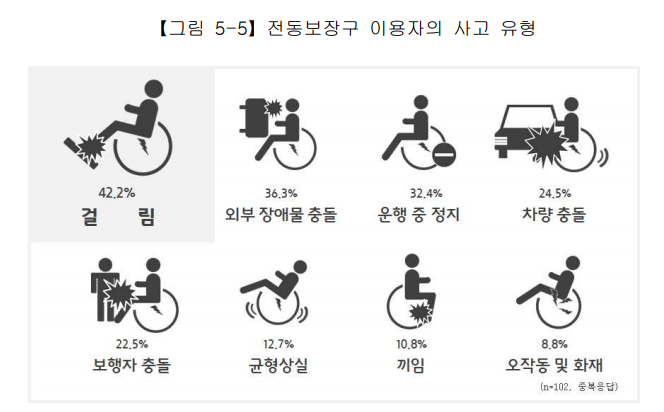 【그림 5-5】 전동보장구 이용자의 사고 유형
42.2% 36.3% 32.4% 24.5%
걸 림 외부 장애물 충돌 운행 중 정지 차량 충돌
22.5% 12.7% 10.8% 8.8%
보행자 충돌 균형상실 끼임 오작동 및 화재
(n=102, 중복응답)